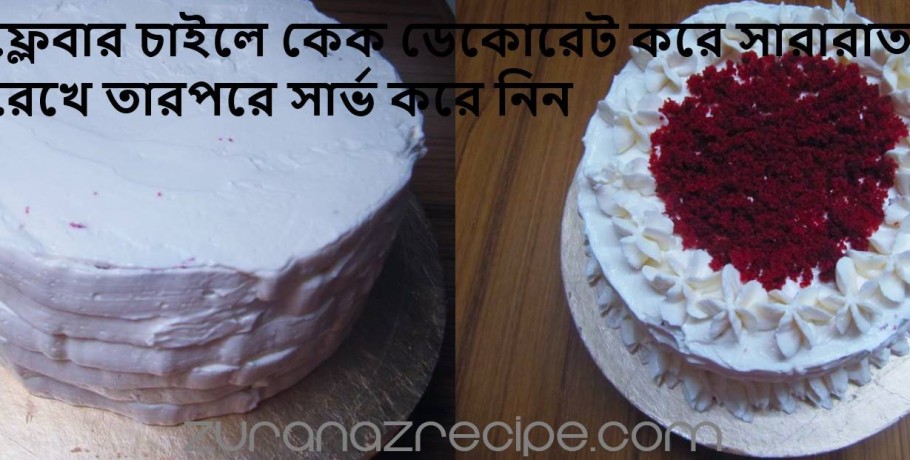 ফ্লেবার চাইলে কেক ডেকোরেট করে সারারাত
রেখে তারপরে সার্ভ করে নিন
zuranazrecipe.com